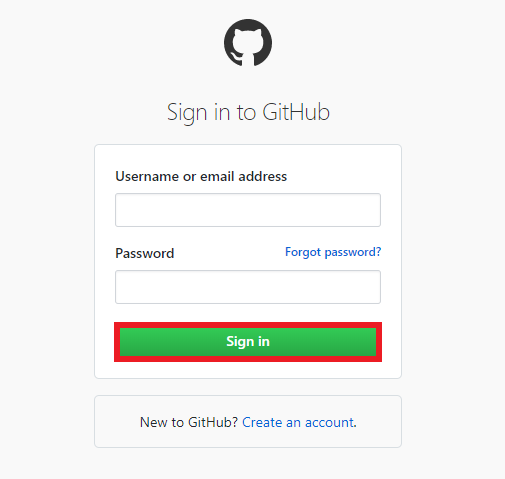 Sign in to GitHub
Username or email address
Password Forgot password?
Sign in
New to GitHub? Create an account.